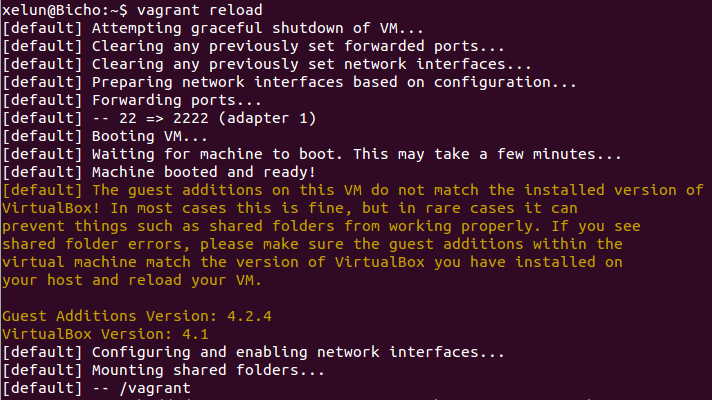 xelun@Bicho:~$ vagrant reload
[default] Attempting graceful shutdown of VM...
[default] Clearing any previously set forwarded ports...
[default] Clearing any previously set network interfaces...
[default] Preparing network interfaces based on configuration...
[default] Forwarding ports...
[default] -- 22 => 2222 (adapter 1)
[default] Booting VM...
[default] Waiting for machine to boot. This may take a few minutes...
[default] Machine booted and ready!
[default] The guest additions on this VM do not match the installed version of
VirtualBox! In most cases this is fine, but in rare cases it can
prevent things such as shared folders from working properly. If you see
shared folder errors, please make sure the guest additions within the
virtual machine match the version of VirtualBox you have installed on
your host and reload your VM.

Guest Additions Version: 4.2.4
VirtualBox Version: 4.1
[default] Configuring and enabling network interfaces...
[default] Mounting shared folders...
[default] -- /vagrant